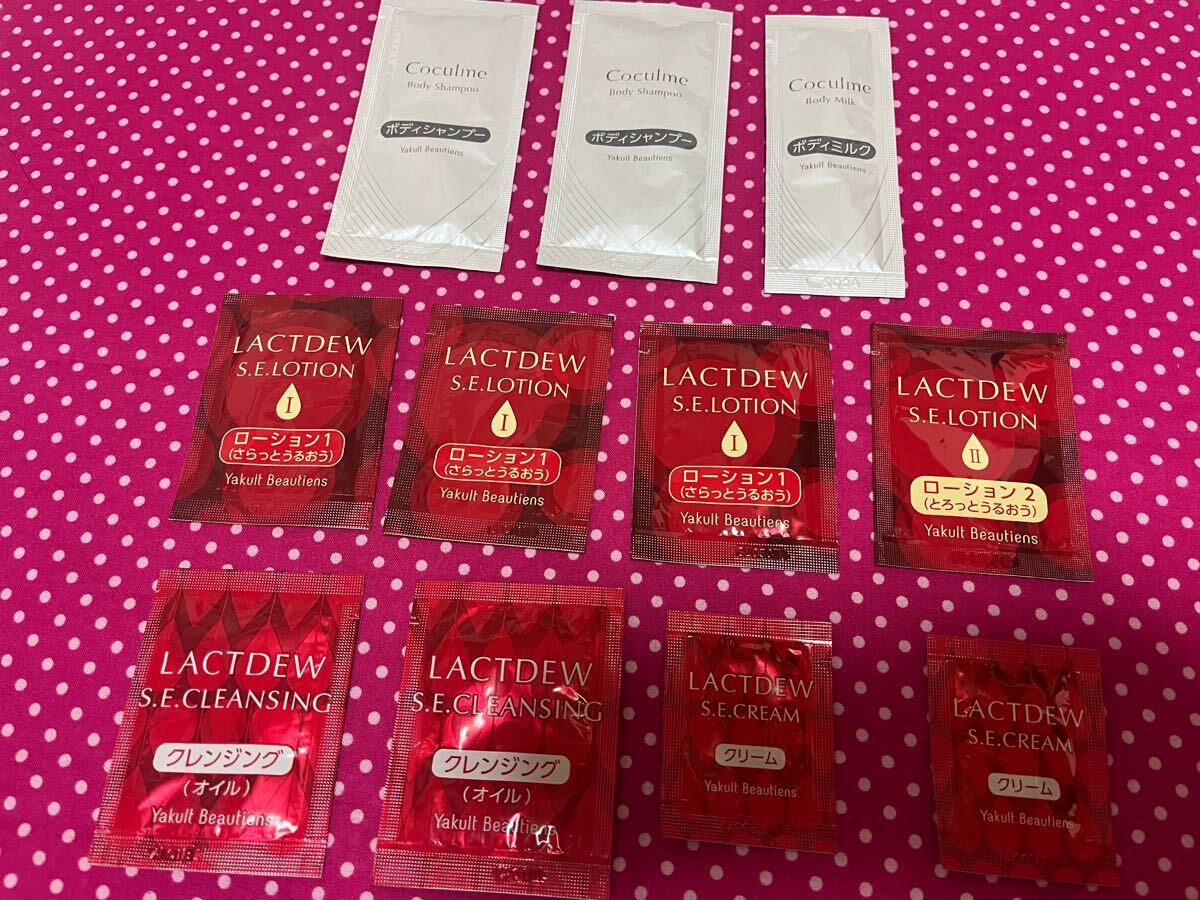 Coculme
Body Shampoo
ボディシャンプー
Yakult Beautiens
Coculme
Body Shampoo
ボディシャンプー
Yakult Beautiens
Coculme
Body Milk
ボディミルク
Yakult Beautiens
LACTDEW
S.E.LOTION
I
ローション1
(さらっとうるおう)
Yakult Beautiens
LACTDEW
S.E.LOTION
I
ローション1
(さらっとうるおう)
Yakult Beautiens
LACTDEW
S.E.LOTION
I
ローション1
(さらっとうるおう)
Yakult Beautiens
LACTDEW
S.E.LOTION
II
ローション2
(とろっとうるおう)
Yakult Beautiens
LACTDEW
S.E.CLEANSING
クレンジング
(オイル)
Yakult Beautiens
LACTDEW
S.E.CLEANSING
クレンジング
(オイル)
Yakult Beautiens
LACTDEW
S.E.CREAM
クリーム
Yakult Beautiens
LACTDEW
S.E.CREAM
クリーム
Yakult Beautiens